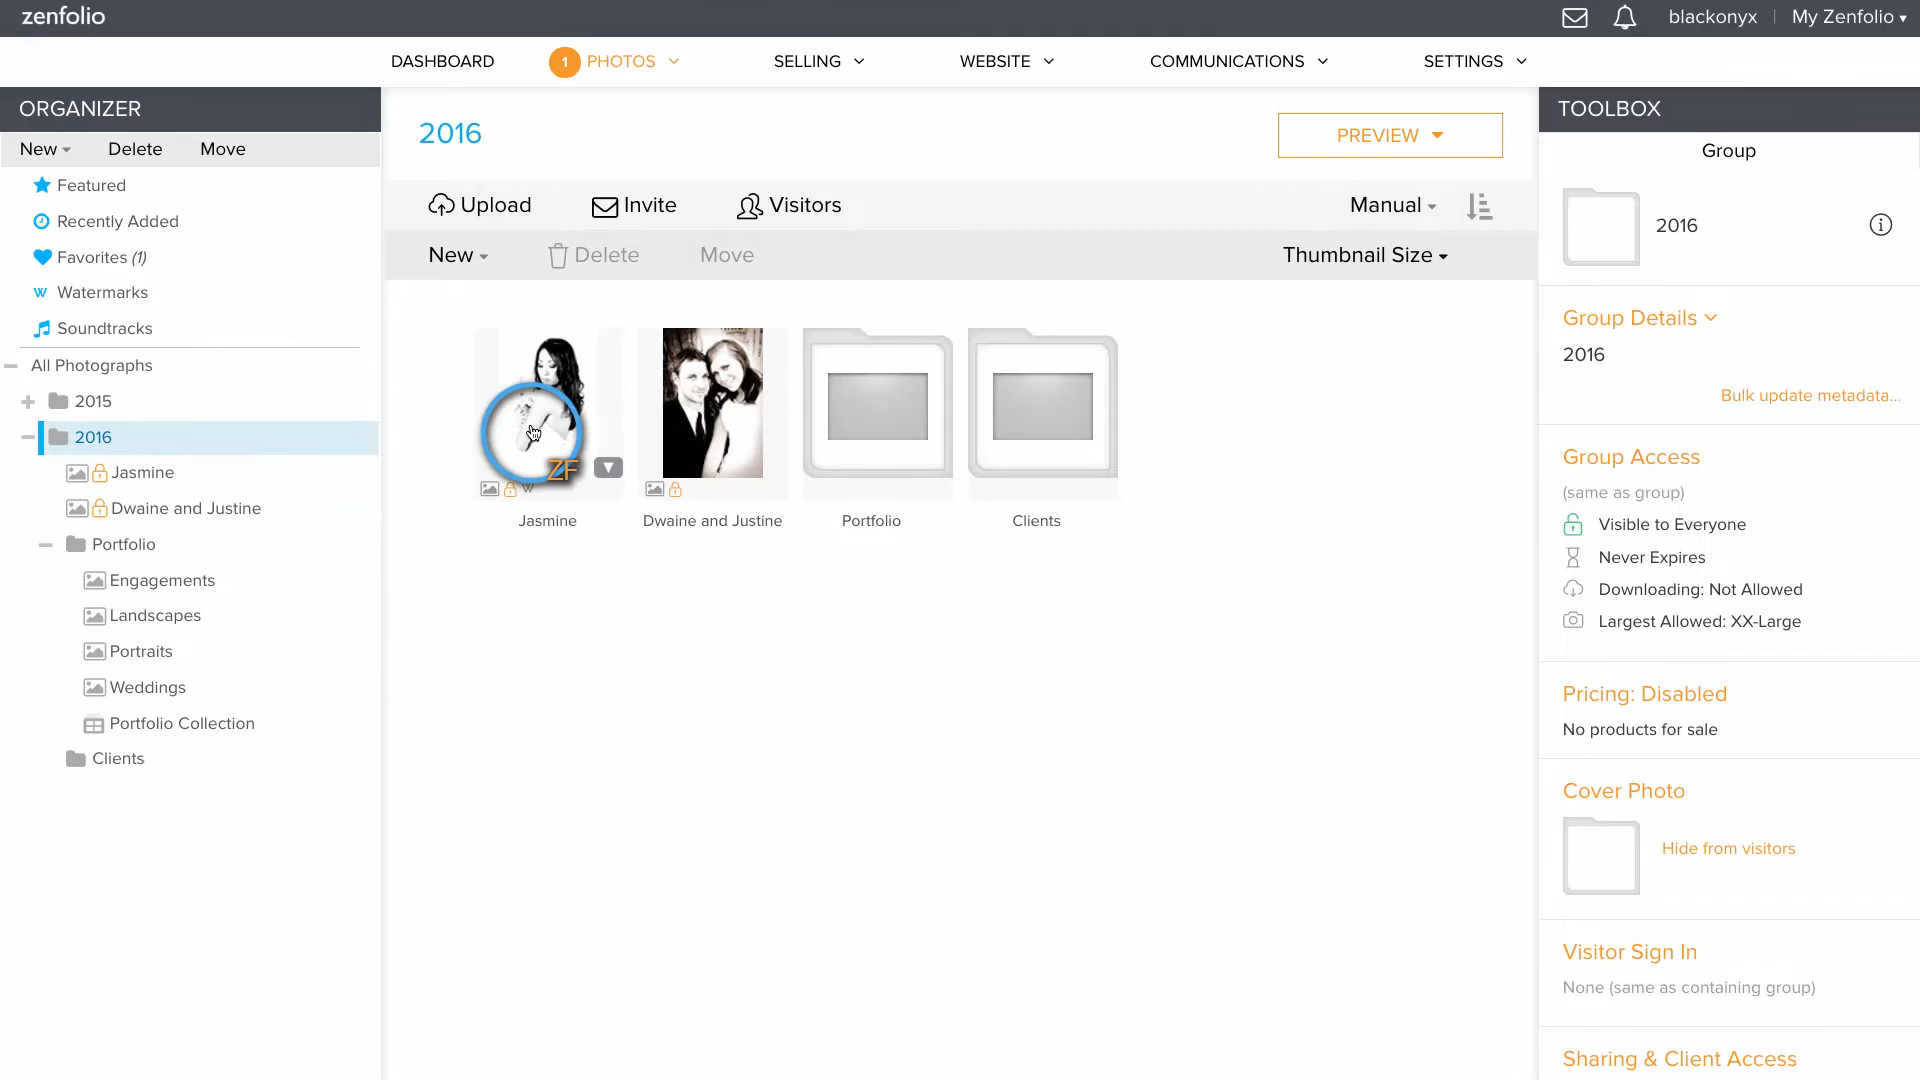 zenfolio
blackonyx | My Zenfolio
DASHBOARD
1 PHOTOS
SELLING
WEBSITE
COMMUNICATIONS
SETTINGS
ORGANIZER
New Delete Move
Featured
Recently Added
Favorites (1)
W Watermarks
Soundtracks
All Photographs
2015
2016
Jasmine
Dwaine and Justine
Portfolio
Engagements
Landscapes
Portraits
Weddings
Portfolio Collection
Clients
2016
PREVIEW
Upload Invite Visitors Manual
New Delete Move Thumbnail Size
ZF
W
Jasmine
Dwaine and Justine
Portfolio
Clients
TOOLBOX
Group
2016
Group Details
2016
Bulk update metadata...
Group Access
(same as group)
Visible to Everyone
Never Expires
Downloading: Not Allowed
Largest Allowed: XX-Large
Pricing: Disabled
No products for sale
Cover Photo
Hide from visitors
Visitor Sign In
None (same as containing group)
Sharing & Client Access